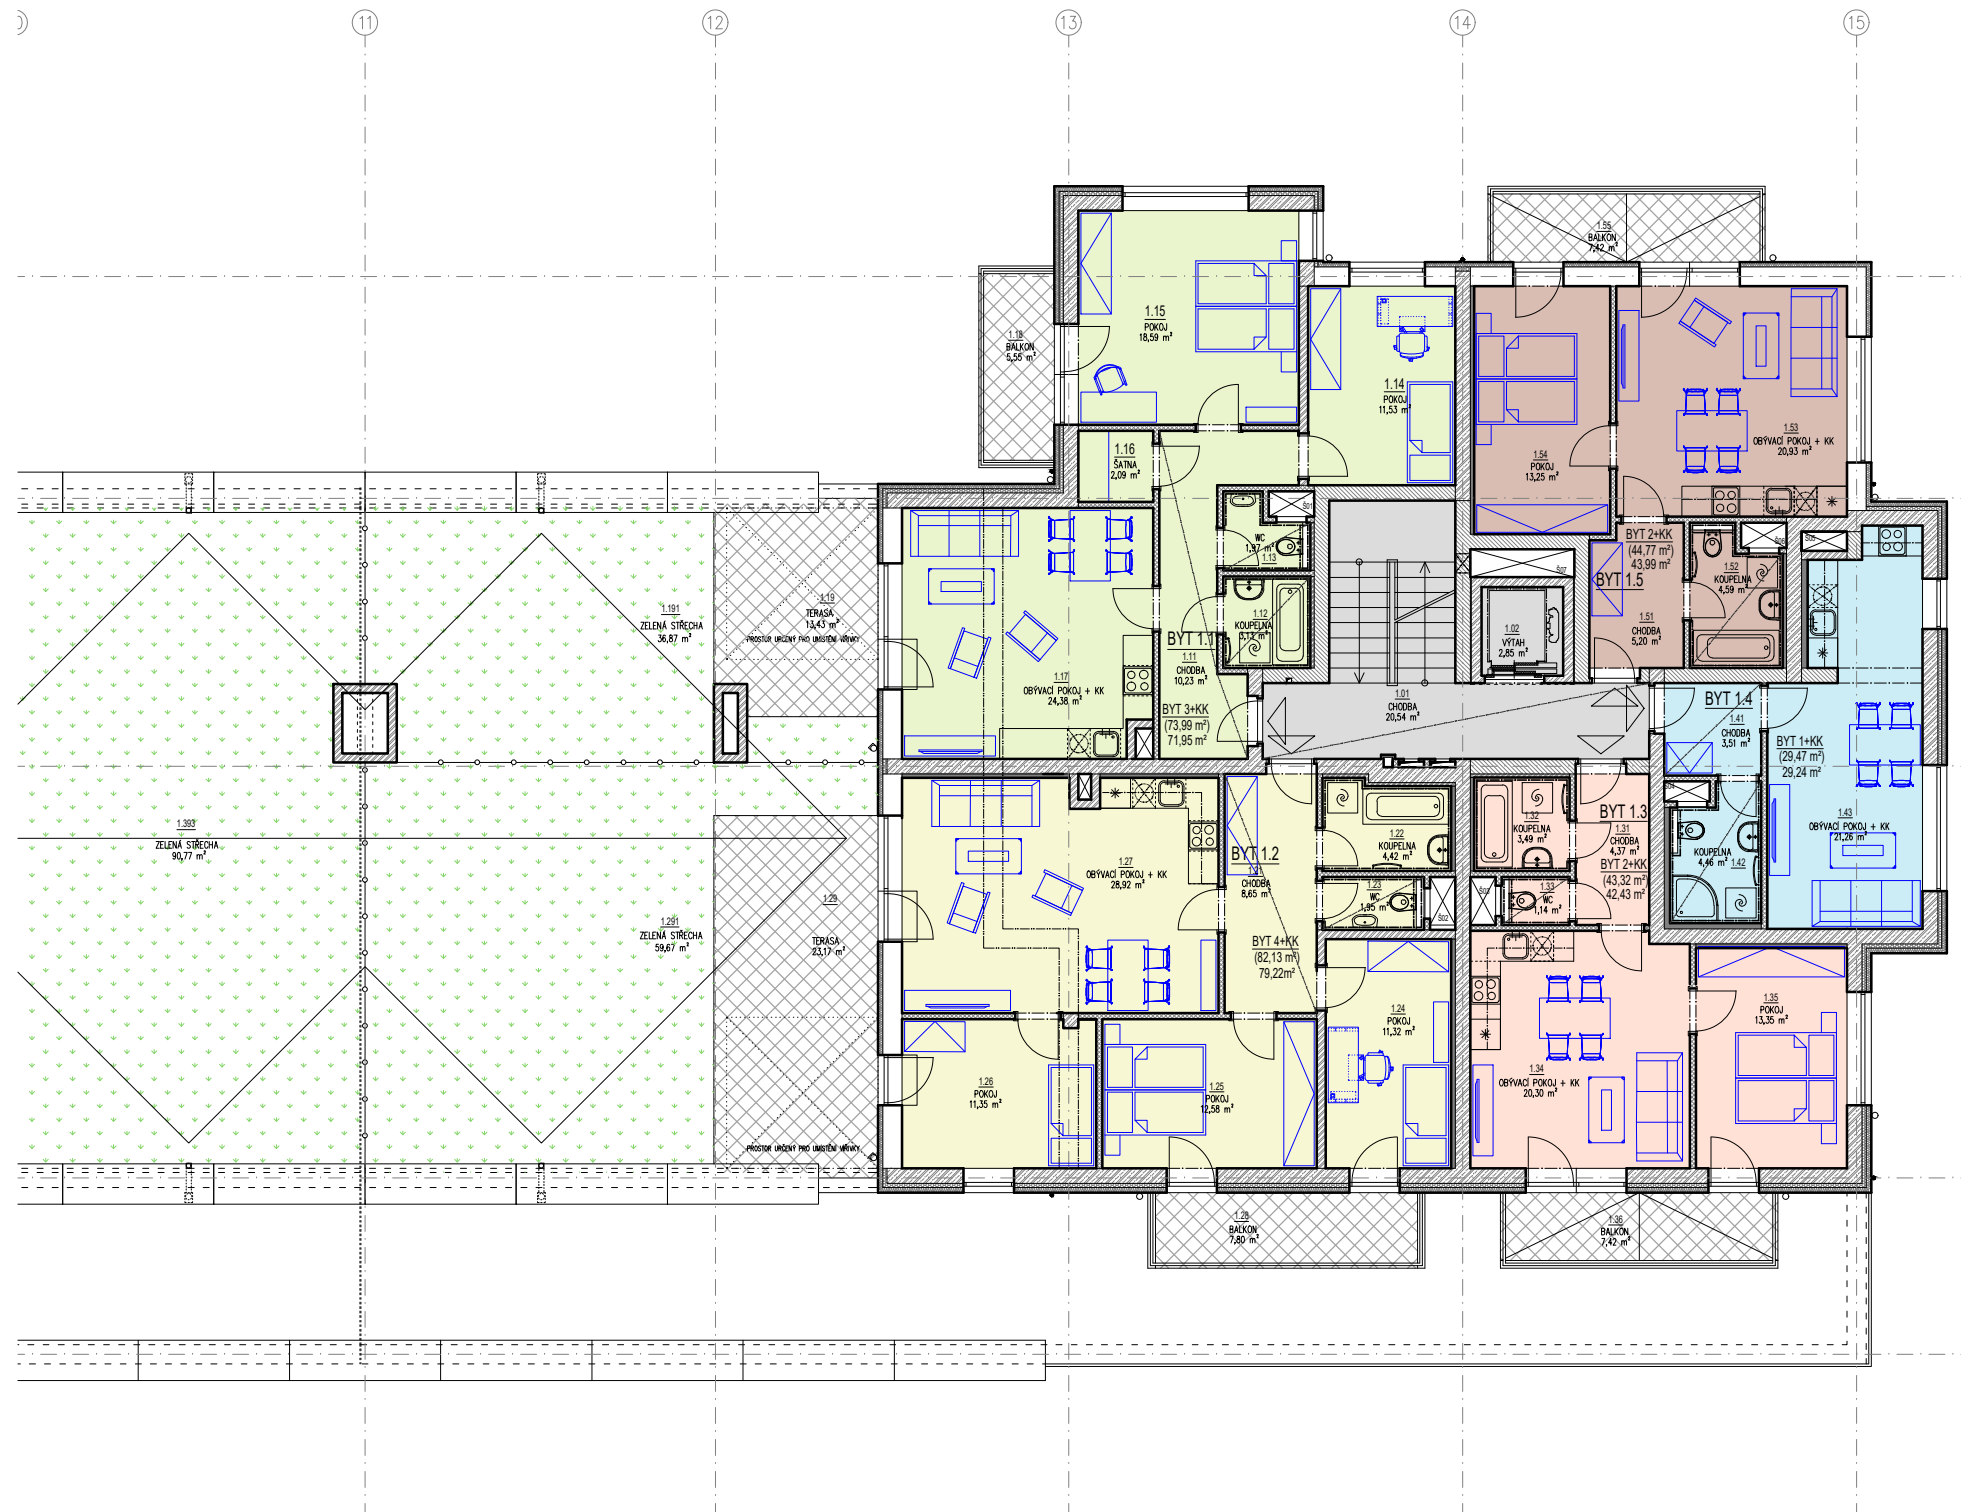 11
12
13
14
15
1.55
BALKON
7,42 m²
1.15
POKOJ
18,59 m²
1.18
BALKON
5,55 m²
1.14
POKOJ
11,53 m²
1.53
OBÝVACÍ POKOJ + KK
20,93 m²
1.54
POKOJ
13,25 m²
1.16
ŠATNA
2,09 m²
Š01
WC
1,97 m²
1.13
BYT 2+KK
(44,77 m²)
43,99 m²
BYT 1.5
Š06
Š05
Š07
1.52
KOUPELNA
4,59 m²
1.51
CHODBA
5,20 m²
1.191
ZELENÁ STŘECHA
36,87 m²
1.19
TERASA
13,43 m²
PROSTOR URČENÝ PRO UMÍSTĚNÍ VÍŘIVKY
1.12
KOUPELNA
3,13 m²
BYT 1.1
1.11
CHODBA
10,23 m²
1.02
VÝTAH
2,85 m²
1.17
OBÝVACÍ POKOJ + KK
24,38 m²
BYT 3+KK
(73,99 m²)
71,95 m²
1.01
CHODBA
20,54 m²
BYT 1.4
1.41
CHODBA
3,51 m²
BYT 1+KK
(29,47 m²)
29,24 m²
Š04
1.393
ZELENÁ STŘECHA
90,77 m²
1.27
OBÝVACÍ POKOJ + KK
28,92 m²
BYT 1.2
1.21
CHODBA
8,65 m²
1.22
KOUPELNA
4,42 m²
1.32
KOUPELNA
3,49 m²
BYT 1.3
1.31
CHODBA
4,37 m²
BYT 2+KK
(43,32 m²)
42,43 m²
1.43
OBÝVACÍ POKOJ + KK
21,26 m²
KOUPELNA
4,46 m²
1.42
1.23
WC
1,95 m²
Š02
Š03
1.33
WC
1,14 m²
1.291
ZELENÁ STŘECHA
59,67 m²
1.29
TERASA
23,17 m²
BYT 4+KK
(82,13 m²)
79,22m²
1.24
POKOJ
11,32 m²
1.35
POKOJ
13,35 m²
1.26
POKOJ
11,35 m²
1.25
POKOJ
12,58 m²
1.34
OBÝVACÍ POKOJ + KK
20,30 m²
PROSTOR URČENÝ PRO UMÍSTĚNÍ VÍŘIVKY
1.28
BALKON
7,80 m²
1.36
BALKON
7,42 m²